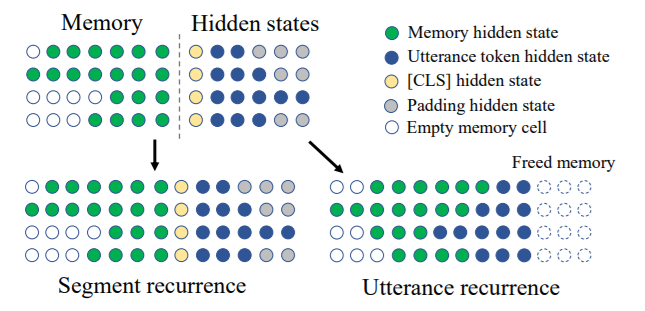 Memory
Hidden states
Memory hidden state
Utterance token hidden state
[CLS] hidden state
Padding hidden state
Empty memory cell
Freed memory
Segment recurrence
Utterance recurrence